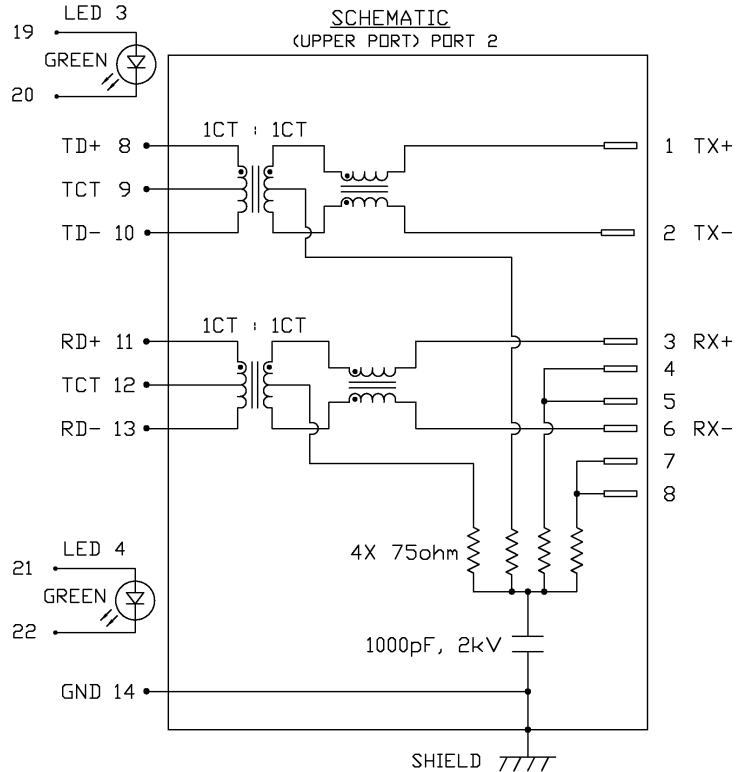 SCHEMATIC
(UPPER PORT) PORT 2
LED 3
19
GREEN
20
1CT : 1CT
TD+ 8
TCT 9
TD- 10
1 TX+
2 TX-
1CT : 1CT
RD+ 11
TCT 12
RD- 13
3 RX+
4
5
6 RX-
7
8
4X 75ohm
LED 4
21
GREEN
22
1000pF, 2kV
GND 14
SHIELD